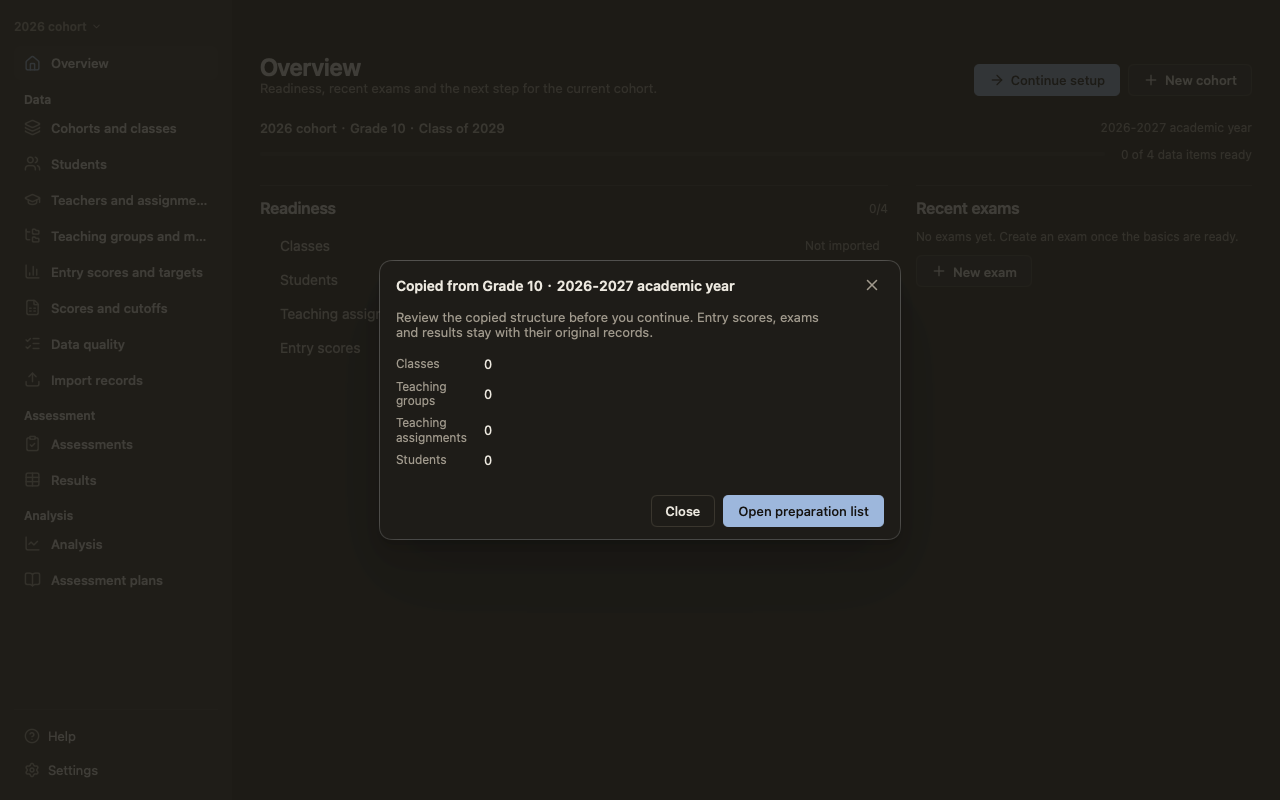 2026 cohort
Overview
Data
Cohorts and classes
Students
Teachers and assignme...
Teaching groups and m...
Entry scores and targets
Scores and cutoffs
Data quality
Import records
Assessment
Assessments
Results
Analysis
Analysis
Assessment plans
Help
Settings
Overview
Readiness, recent exams and the next step for the current cohort.
Continue setup
New cohort
2026 cohort · Grade 10 · Class of 2029
2026-2027 academic year
0 of 4 data items ready
Readiness
0/4
Classes
Not imported
Students
Teaching assign
Entry scores
Recent exams
No exams yet. Create an exam once the basics are ready.
New exam
Copied from Grade 10 · 2026-2027 academic year
Review the copied structure before you continue. Entry scores, exams
and results stay with their original records.
Classes 0
Teaching
groups 0
Teaching
assignments 0
Students 0
Close
Open preparation list